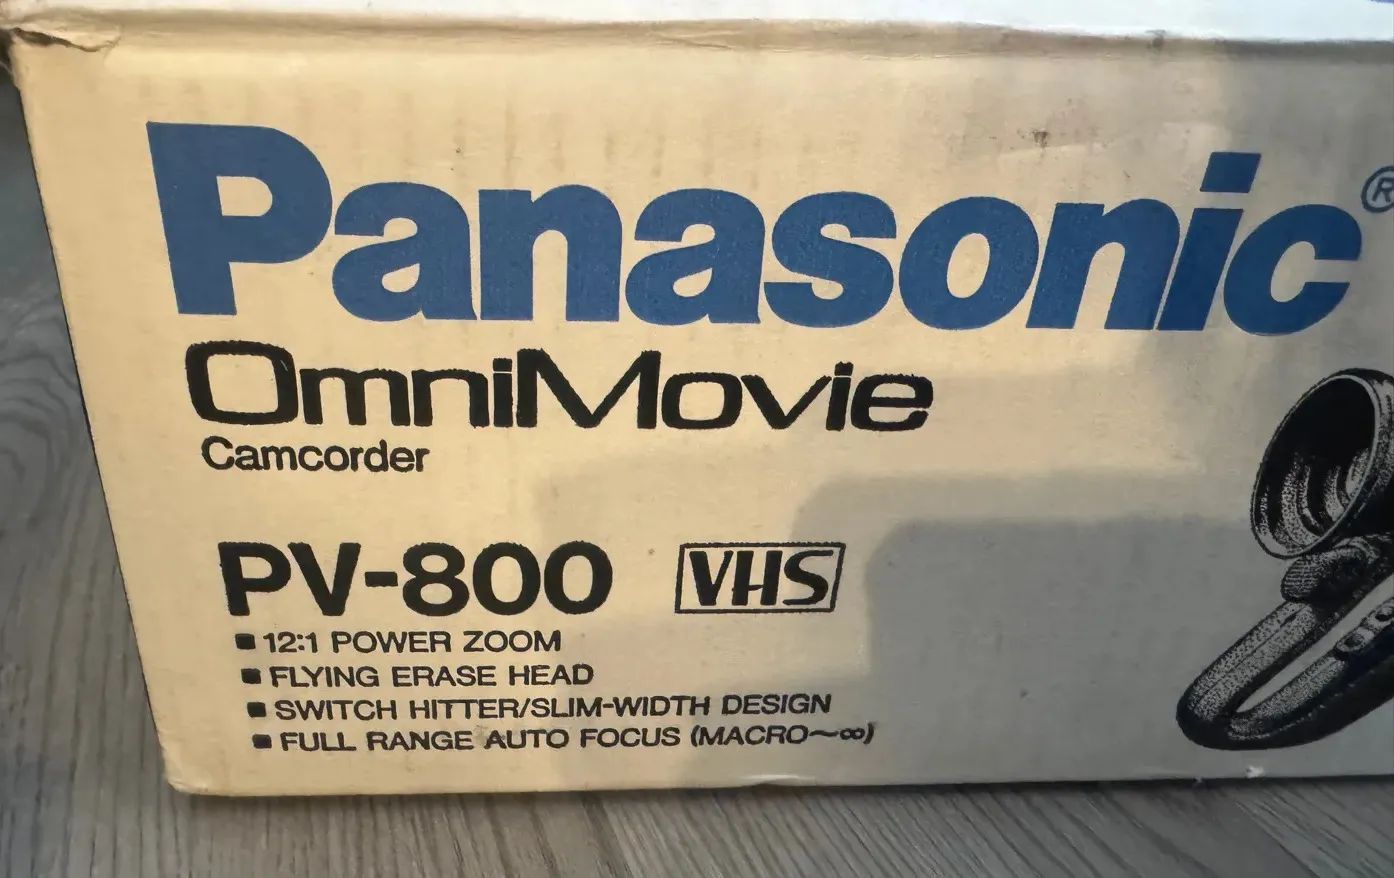 Panasonic®
OmniMovie
Camcorder
PV-800 VHS
■ 12:1 POWER ZOOM
■ FLYING ERASE HEAD
■ SWITCH HITTER/SLIM-WIDTH DESIGN
■ FULL RANGE AUTO FOCUS (MACRO～∞)